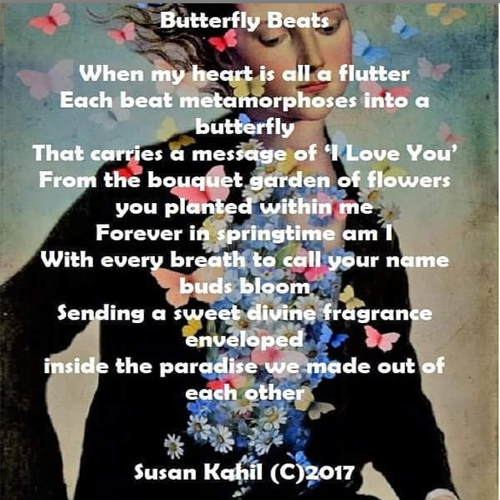 Butterfly Beats
When my heart is all a flutter
Each beat metamorphoses into a
butterfly
That carries a message of ‘I Love You’
From the bouquet garden of flowers
you planted within me
Forever in springtime am I
With every breath to call your name
buds bloom
Sending a sweet divine fragrance
enveloped
inside the paradise we made out of
each other
Susan Kahil (C)2017